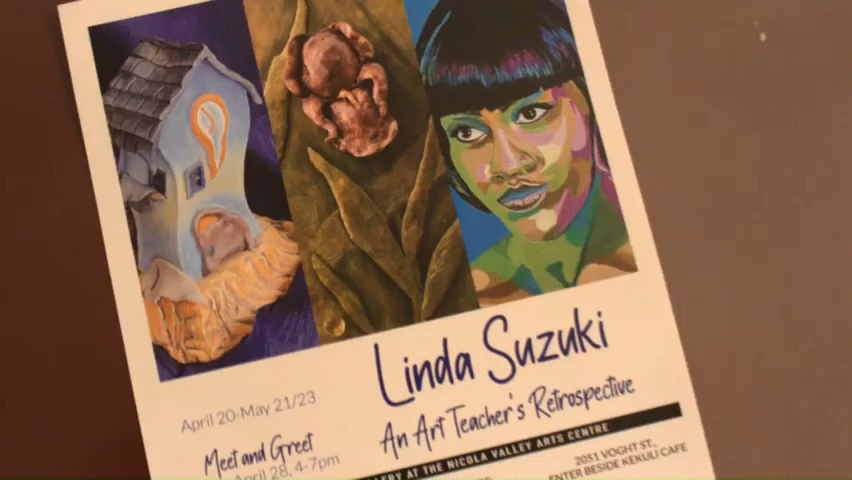 Linda Suzuki
An Art Teacher's Retrospective
April 20-May 21/23
Meet and Greet
April 28, 4-7pm
AT THE NICOLA VALLEY ARTS CENTRE
2051 VOGHT ST.,
ENTER BESIDE KEKULI CAFE